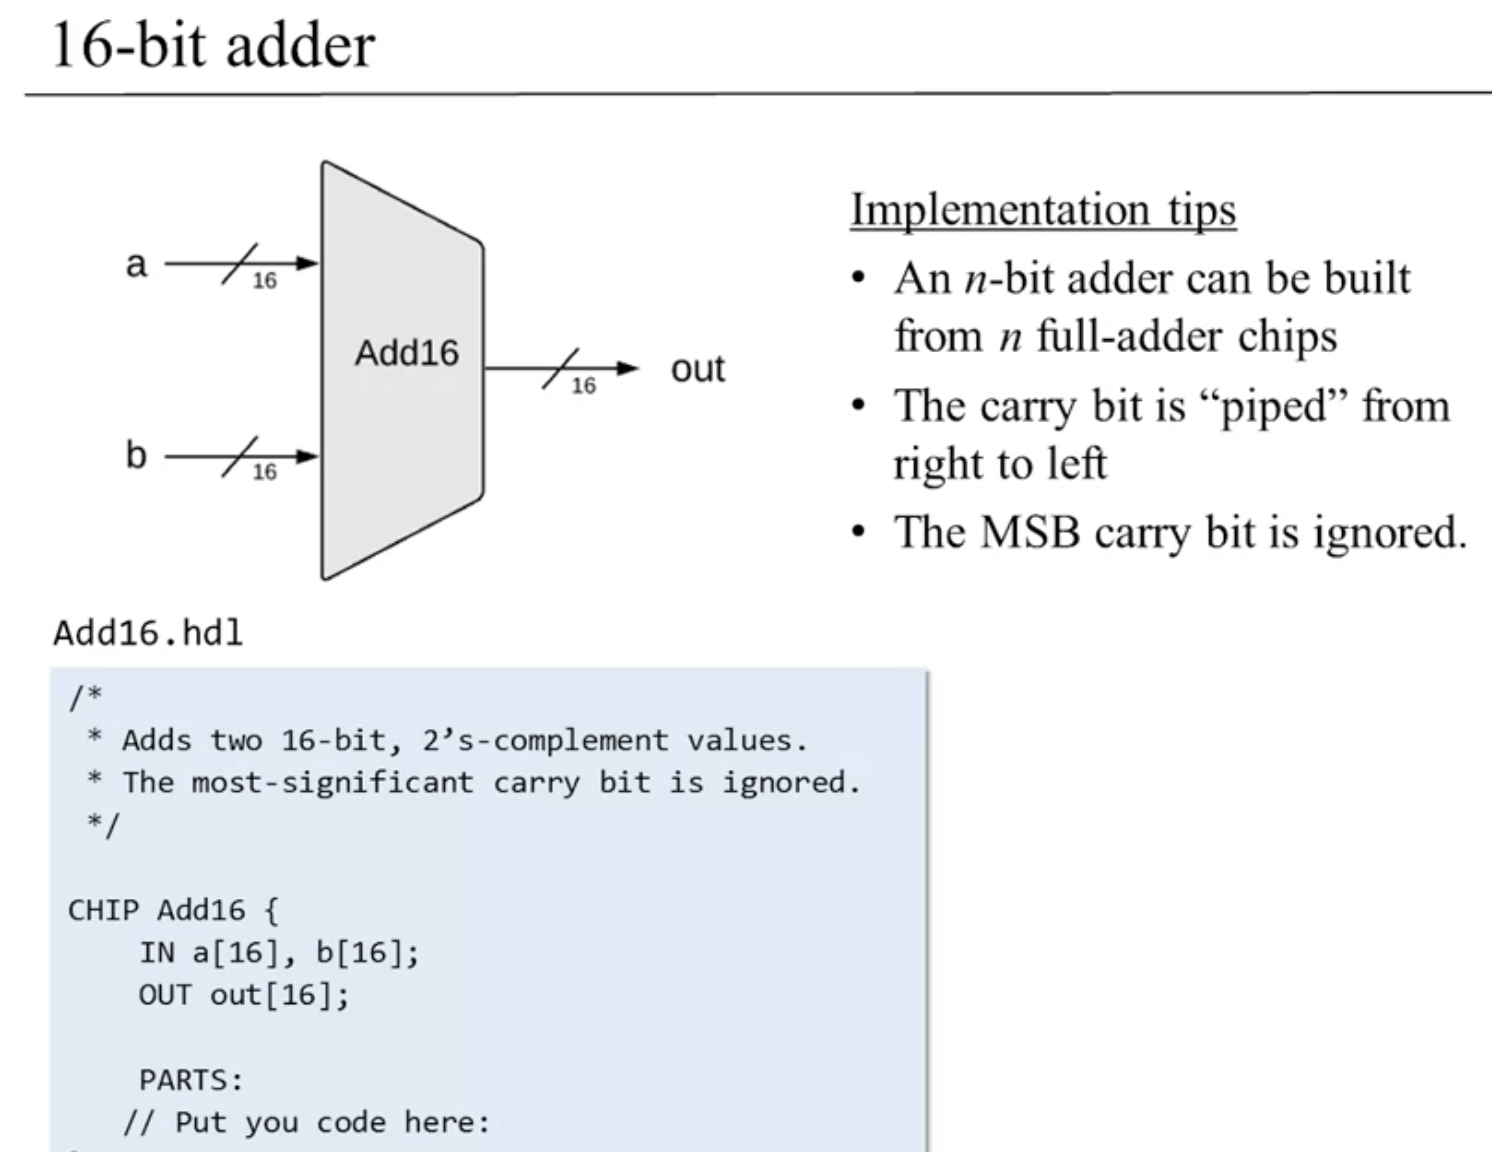 16-bit adder
a
16
Add16
16
out
b
16
Implementation tips
• An n-bit adder can be built
from n full-adder chips
• The carry bit is “piped” from
right to left
• The MSB carry bit is ignored.
Add16.hdl
/*
* Adds two 16-bit, 2’s-complement values.
* The most-significant carry bit is ignored.
*/
CHIP Add16 {
IN a[16], b[16];
OUT out[16];
PARTS:
// Put you code here: